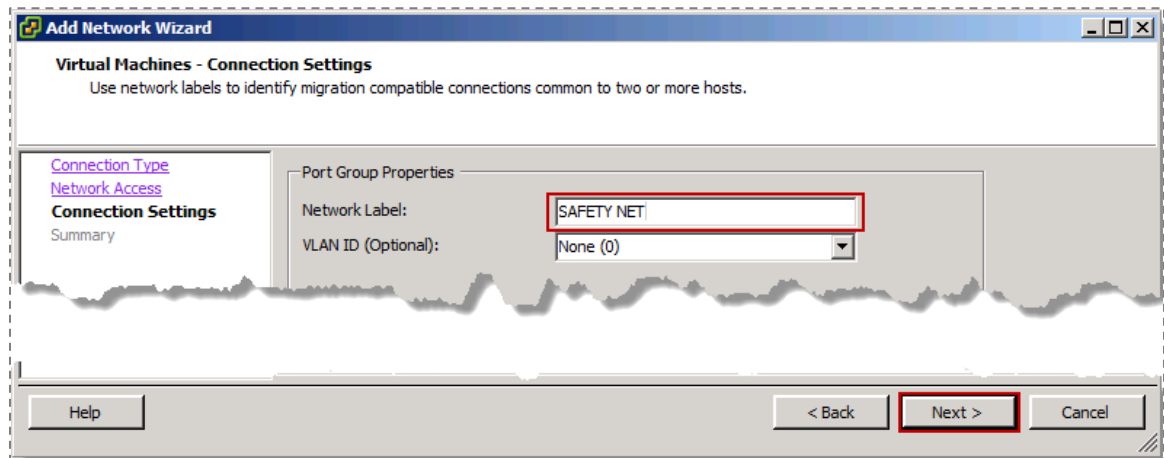 Add Network Wizard
Virtual Machines - Connection Settings
Use network labels to identify migration compatible connections common to two or more hosts.
Connection Type
Network Access
Connection Settings
Summary
Port Group Properties
Network Label:
SAFETY NET
VLAN ID (Optional):
None (0)
Help
< Back
Next >
Cancel